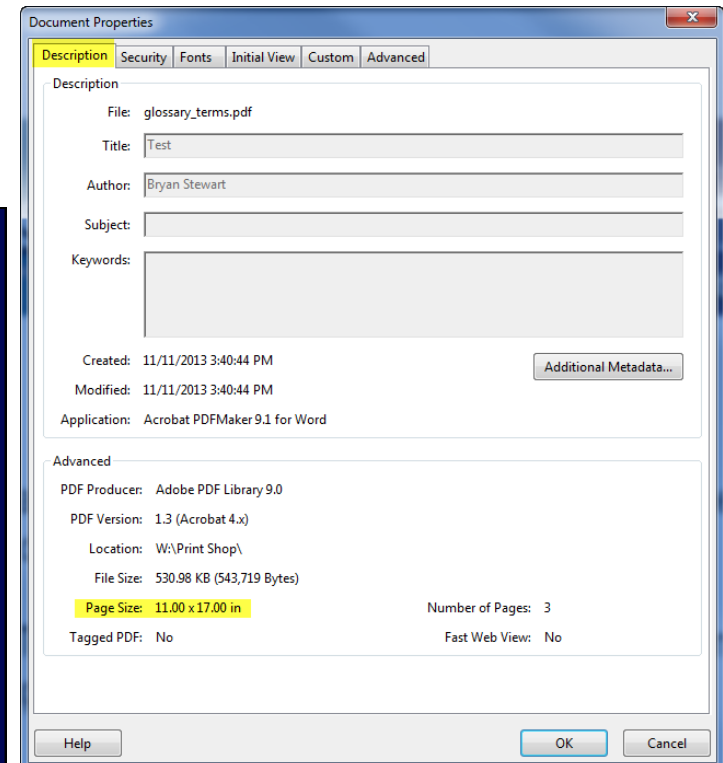 Document Properties
x
Description Security Fonts Initial View Custom Advanced
Description
File: glossary_terms.pdf
Title: Test
Author: Bryan Stewart
Subject:
Keywords:
Created: 11/11/2013 3:40:44 PM
Additional Metadata...
Modified: 11/11/2013 3:40:44 PM
Application: Acrobat PDFMaker 9.1 for Word
Advanced
PDF Producer: Adobe PDF Library 9.0
PDF Version: 1.3 (Acrobat 4.x)
Location: W:\Print Shop\
File Size: 530.98 KB (543,719 Bytes)
Page Size: 11.00 x 17.00 in Number of Pages: 3
Tagged PDF: No Fast Web View: No
Help OK Cancel